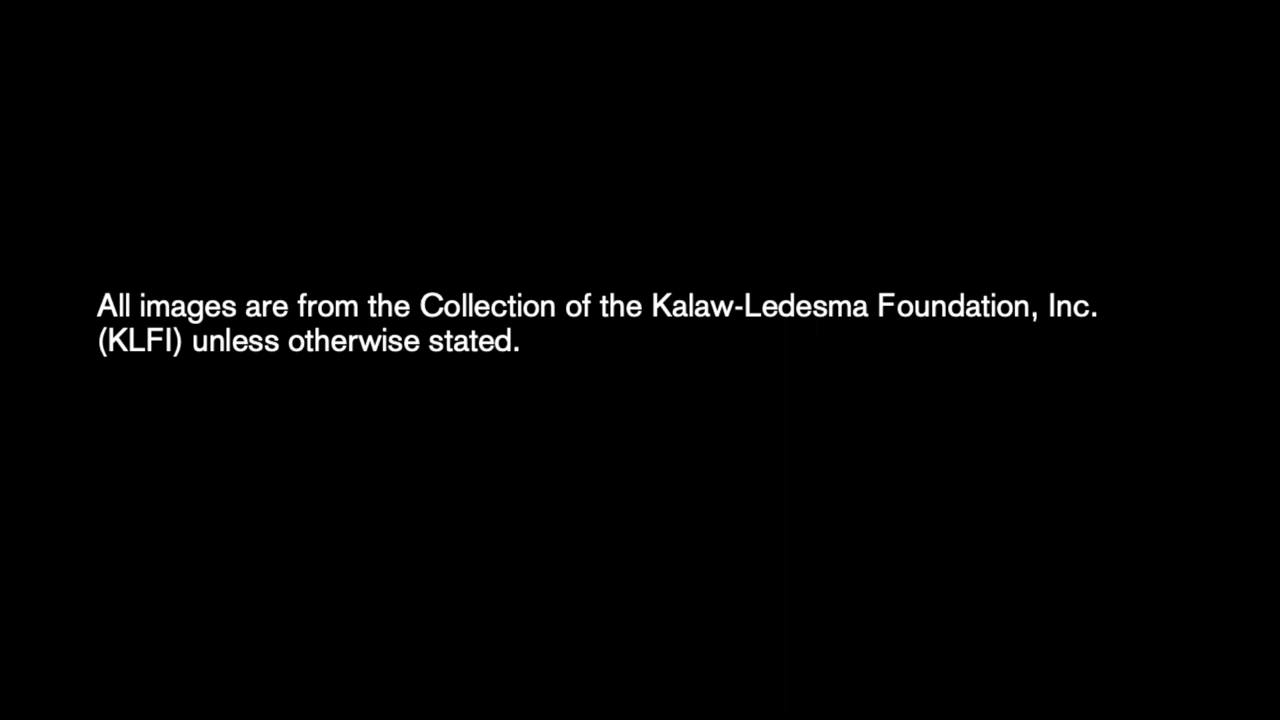 All images are from the Collection of the Kalaw-Ledesma Foundation, Inc.
(KLFI) unless otherwise stated.